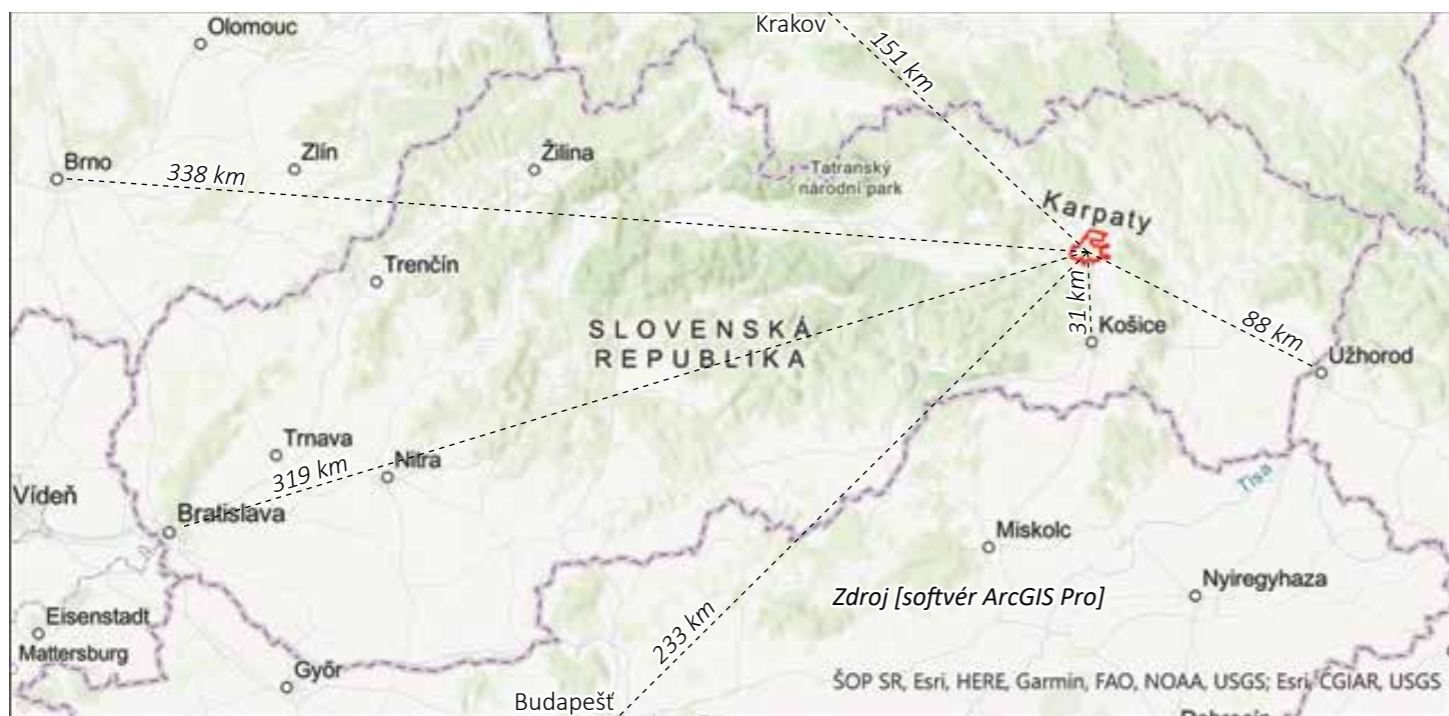 Olomouc
Krakov
151 km
Brno
Zlín
Žilina
338 km
Tatranský
národní park
Karpaty
Trenčín
31 km
SLOVENSKÁ
REPUBLIKA
Košice
88 km
Užhorod
Trnava
Nitra
319 km
Vídeň
Bratislava
Tisa
Miskolc
Nyiregyhaza
Zdroj [softvér ArcGIS Pro]
Eisenstadt
Mattersburg
233 km
Győr
Budapešť
ŠOP SR, Esri, HERE, Garmin, FAO, NOAA, USGS; Esri, CGIAR, USGS